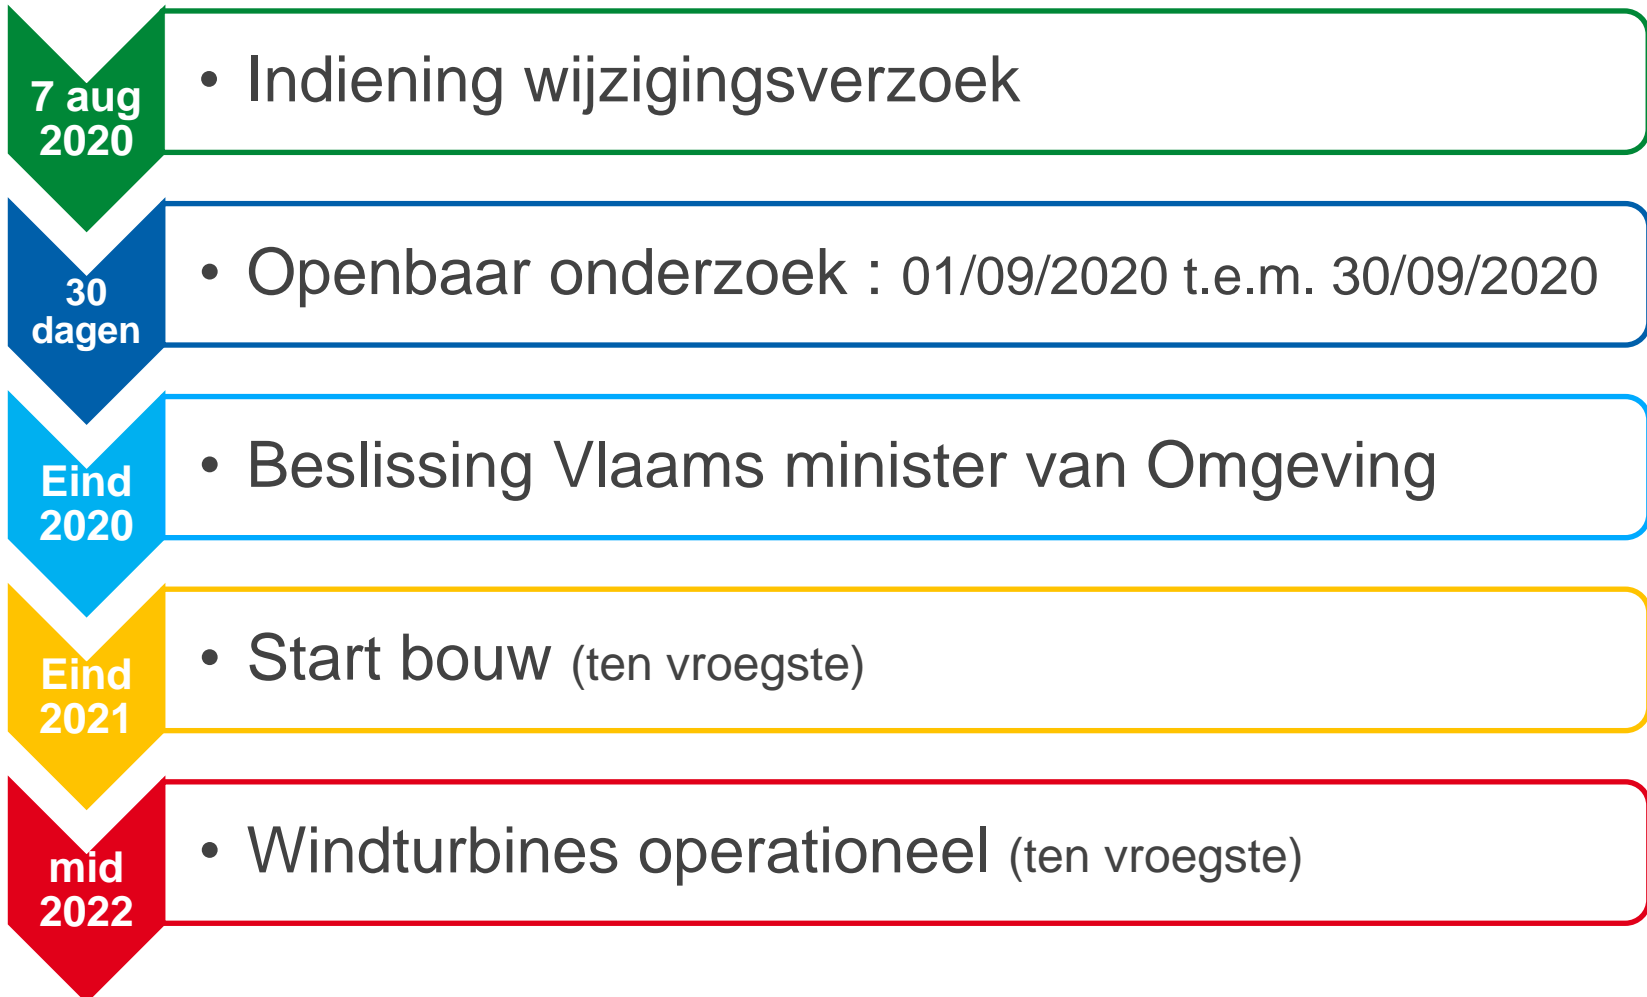 7 aug
2020
• Indiening wijzigingsverzoek
30
dagen
• Openbaar onderzoek : 01/09/2020 t.e.m. 30/09/2020
Eind
2020
• Beslissing Vlaams minister van Omgeving
Eind
2021
• Start bouw (ten vroegste)
mid
2022
• Windturbines operationeel (ten vroegste)